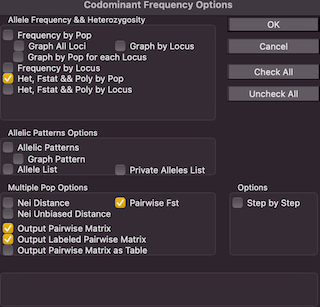 Codominant Frequency Options
Allele Frequency && Heterozygosity
Frequency by Pop
Graph All Loci
Graph by Locus
Graph by Pop for each Locus
Frequency by Locus
Het, Fstat && Poly by Pop
Het, Fstat && Poly by Locus
OK
Cancel
Check All
Uncheck All
Allelic Patterns Options
Allelic Patterns
Graph Pattern
Allele List
Private Alleles List
Multiple Pop Options
Nei Distance
Pairwise Fst
Nei Unbiased Distance
Output Pairwise Matrix
Output Labeled Pairwise Matrix
Output Pairwise Matrix as Table
Options
Step by Step